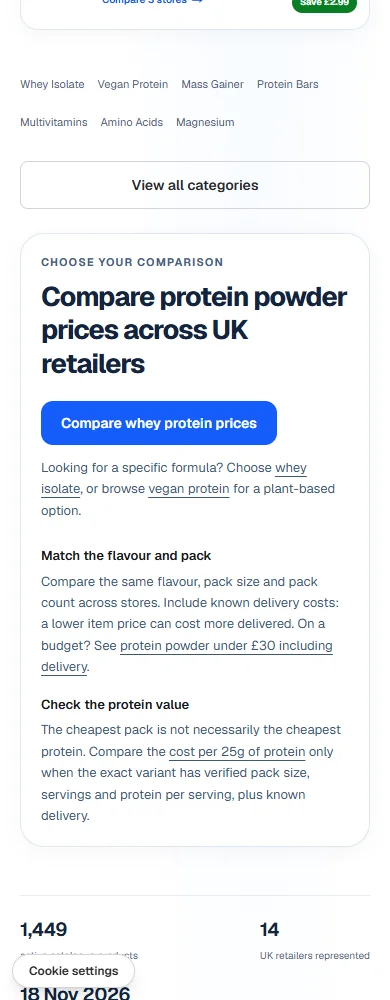 Compare 3 stores →
Save £2.99
Whey Isolate Vegan Protein Mass Gainer Protein Bars
Multivitamins Amino Acids Magnesium
View all categories
CHOOSE YOUR COMPARISON
Compare protein powder
prices across UK
retailers
Compare whey protein prices
Looking for a specific formula? Choose whey
isolate, or browse vegan protein for a plant-based
option.
Match the flavour and pack
Compare the same flavour, pack size and pack
count across stores. Include known delivery costs:
a lower item price can cost more delivered. On a
budget? See protein powder under £30 including
delivery.
Check the protein value
The cheapest pack is not necessarily the cheapest
protein. Compare the cost per 25g of protein only
when the exact variant has verified pack size,
servings and protein per serving, plus known
delivery.
1,449 14
UK retailers represented
Cookie settings
18 Nov 2026